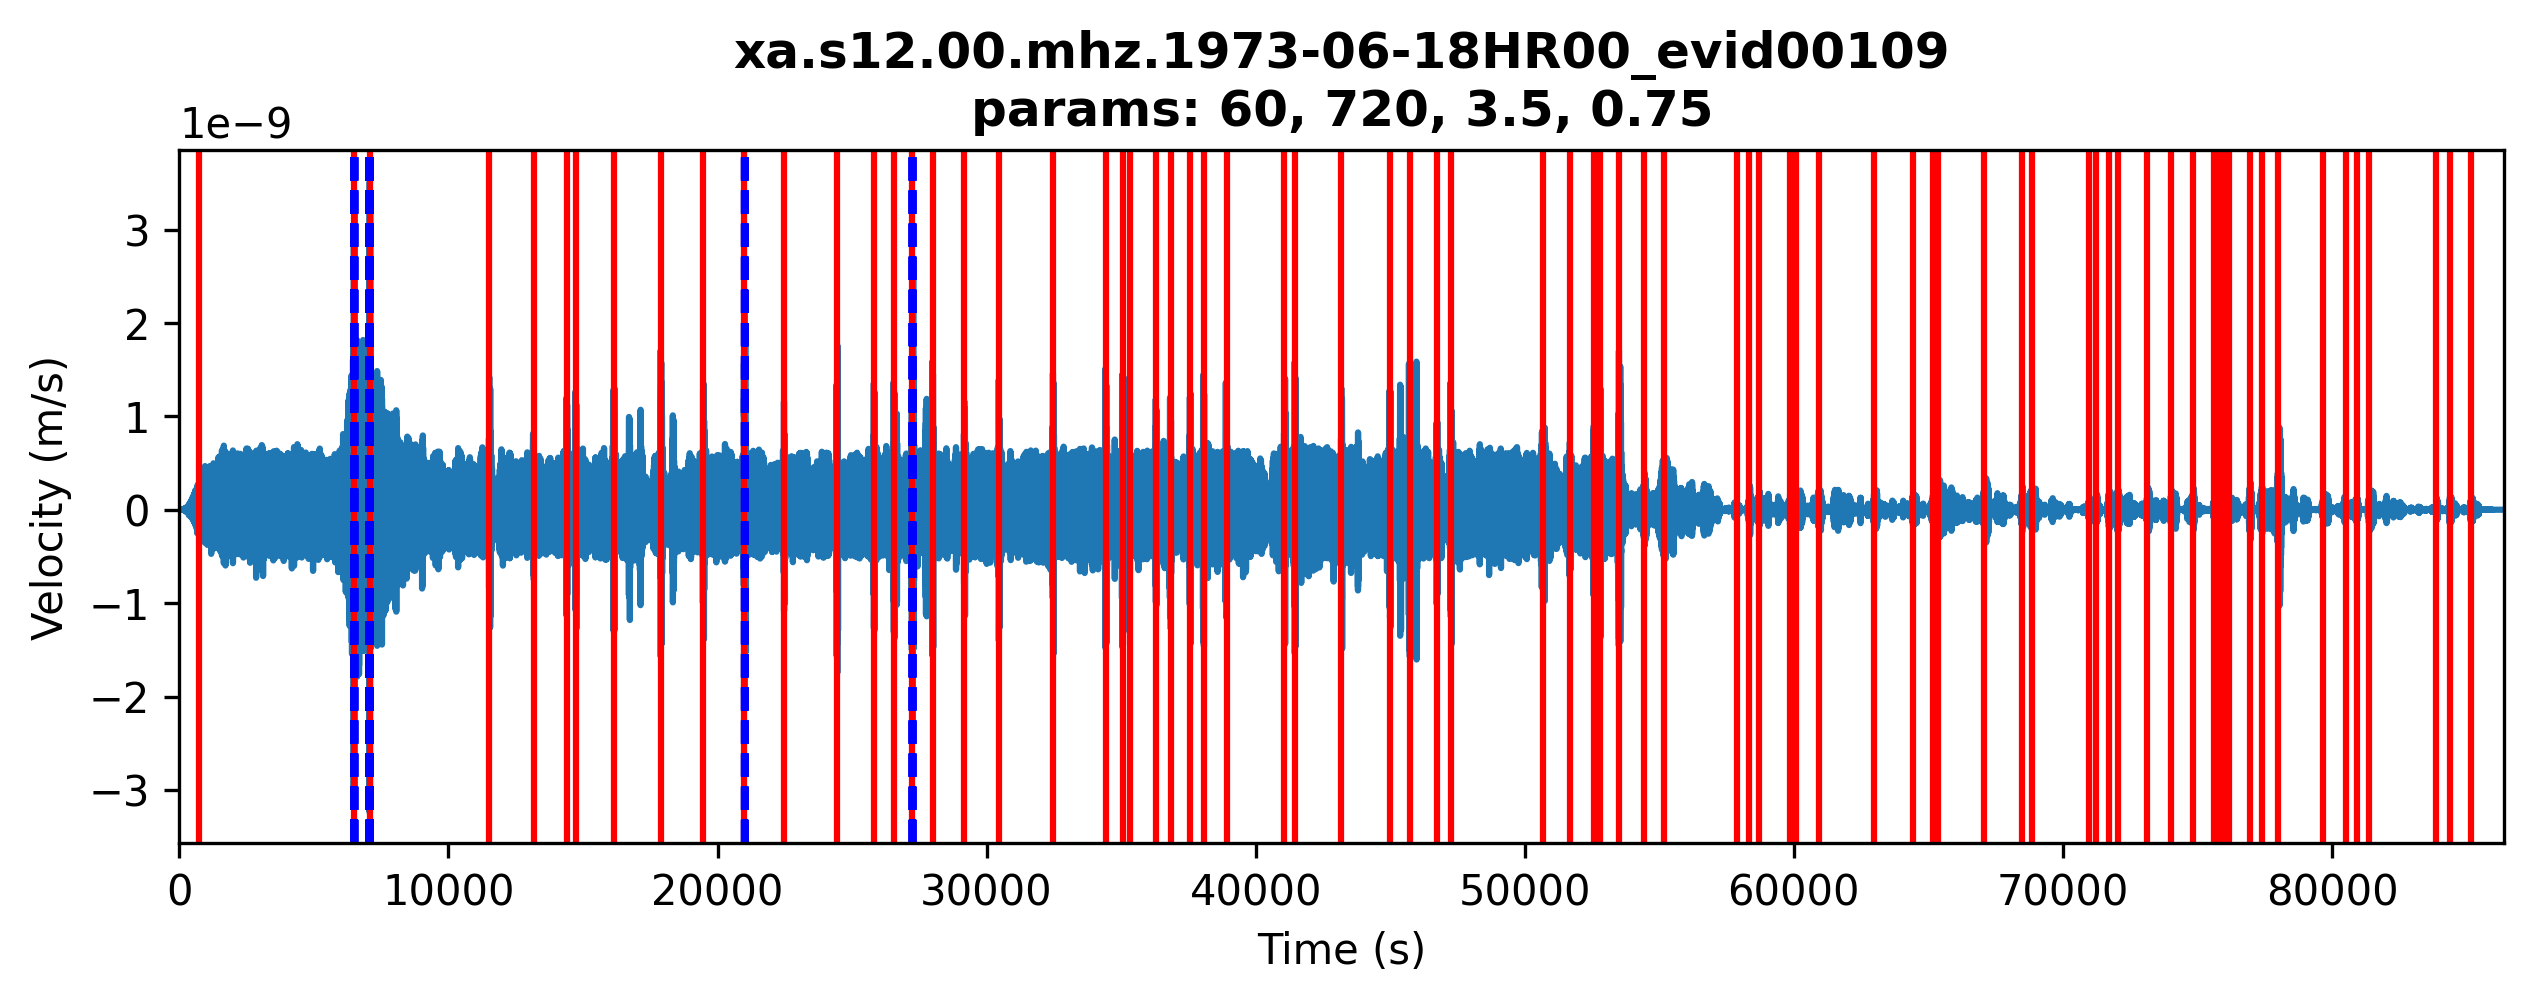 xa.s12.00.mhz.1973-06-18HR00_evid00109
params: 60, 720, 3.5, 0.75
1e−9
3
2
1
0
−1
−2
−3
Velocity (m/s)
0 10000 20000 30000 40000 50000 60000 70000 80000
Time (s)